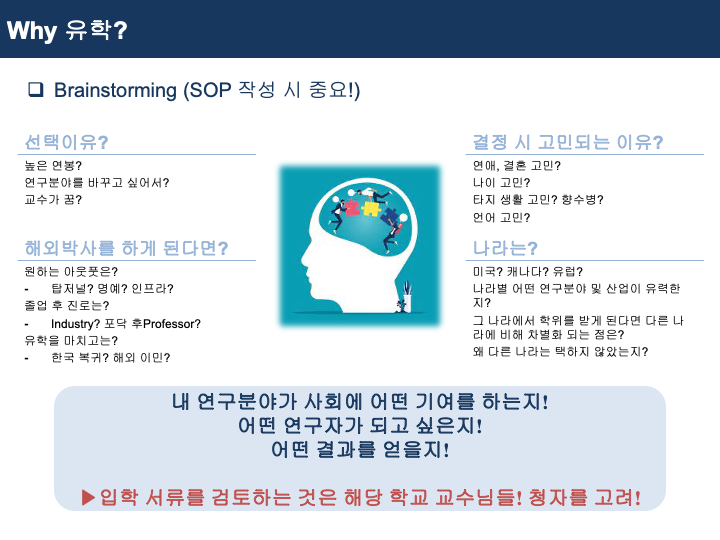 Why 유학?
❑ Brainstorming (SOP 작성 시 중요!)
선택이유?
높은 연봉?
연구분야를 바꾸고 싶어서?
교수가 꿈?
해외박사를 하게 된다면?
원하는 아웃풋은?
- 탑저널? 명예? 인프라?
졸업 후 진로는?
- Industry? 포닥 후Professor?
유학을 마치고는?
- 한국 복귀? 해외 이민?
결정 시 고민되는 이유?
연애, 결혼 고민?
나이 고민?
타지 생활 고민? 향수병?
언어 고민?
나라는?
미국? 캐나다? 유럽?
나라별 어떤 연구분야 및 산업이 유력한
지?
그 나라에서 학위를 받게 된다면 다른 나
라에 비해 차별화 되는 점은?
왜 다른 나라는 택하지 않았는지?
내 연구분야가 사회에 어떤 기여를 하는지!
어떤 연구자가 되고 싶은지!
어떤 결과를 얻을지!
▶입학 서류를 검토하는 것은 해당 학교 교수님들! 청자를 고려!